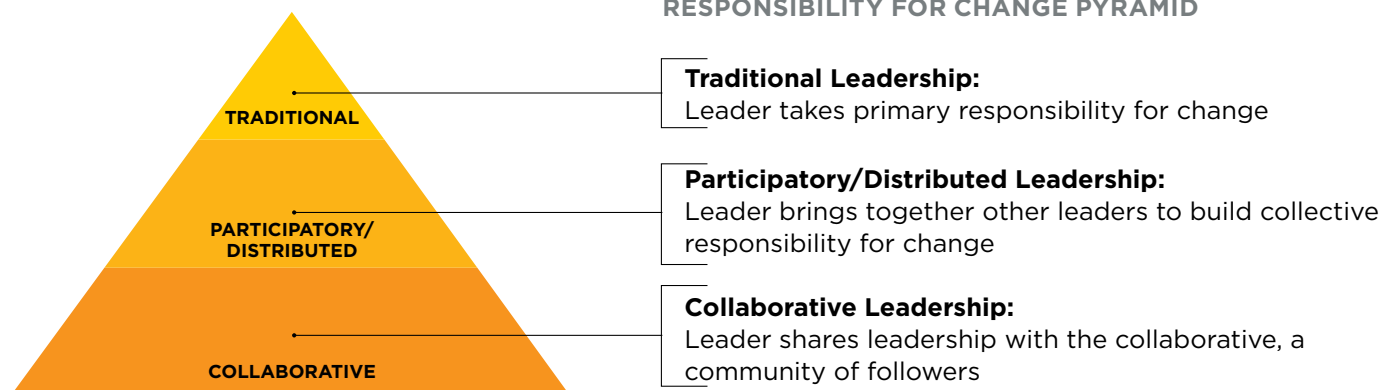 RESPONSIBILITY FOR CHANGE PYRAMID
TRADITIONAL
Traditional Leadership:
Leader takes primary responsibility for change
PARTICIPATORY/
DISTRIBUTED
Participatory/Distributed Leadership:
Leader brings together other leaders to build collective
responsibility for change
COLLABORATIVE
Collaborative Leadership:
Leader shares leadership with the collaborative, a
community of followers